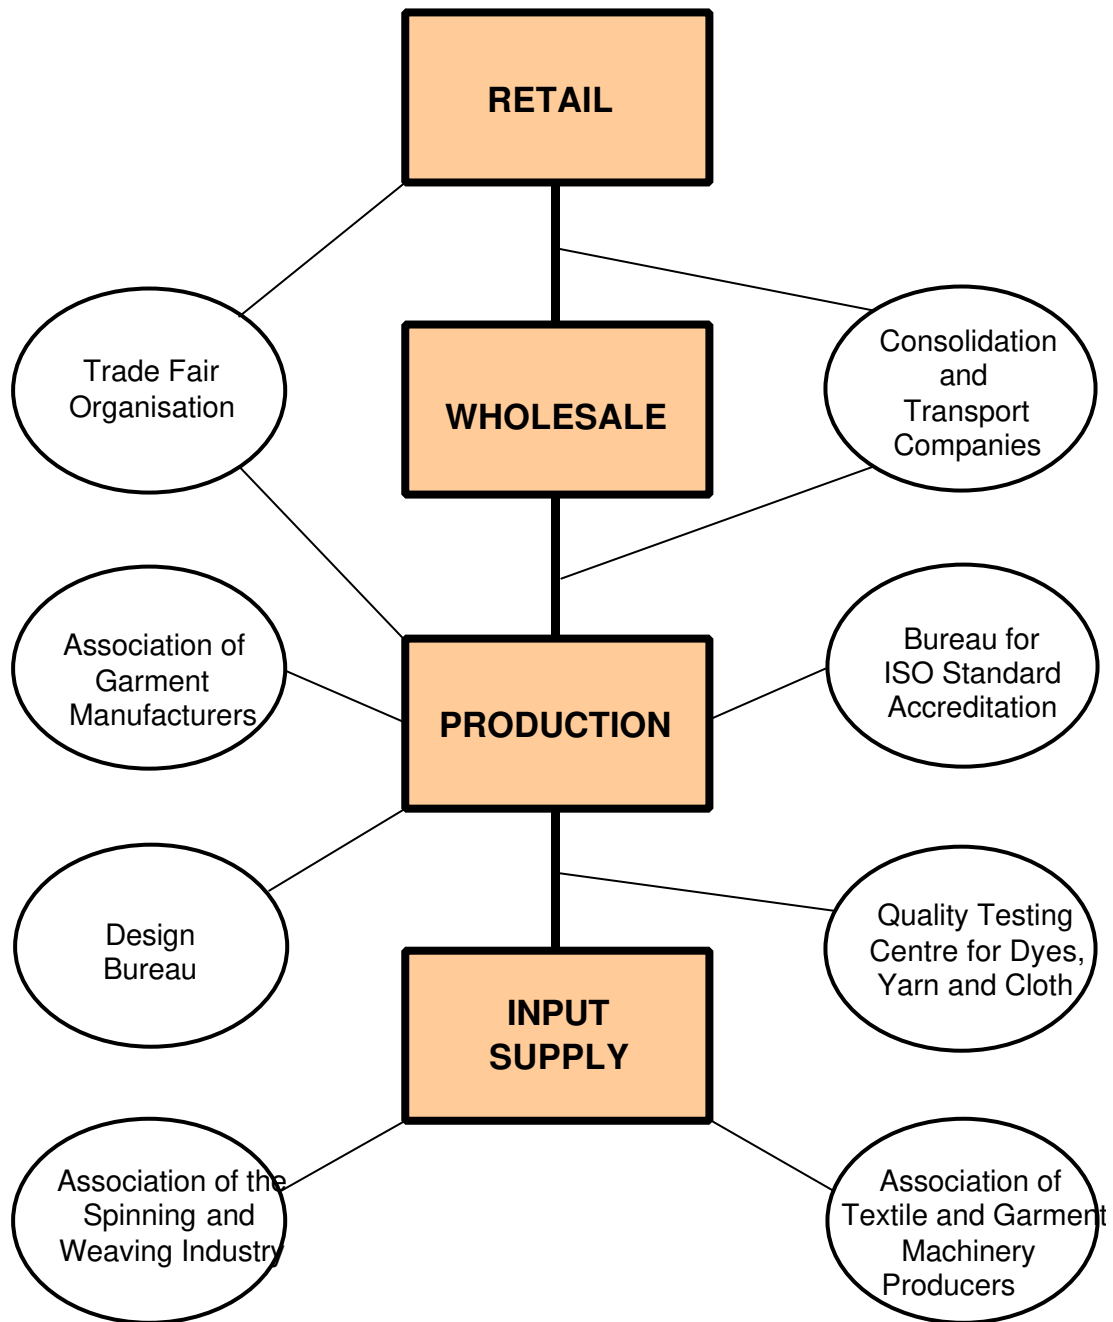 RETAIL
Trade Fair
Organisation
Consolidation
and
Transport
Companies
WHOLESALE
Association of
Garment
Manufacturers
Bureau for
ISO Standard
Accreditation
PRODUCTION
Design
Bureau
Quality Testing
Centre for Dyes,
Yarn and Cloth
INPUT
SUPPLY
Association of the
Spinning and
Weaving Industry
Association of
Textile and Garment
Machinery
Producers